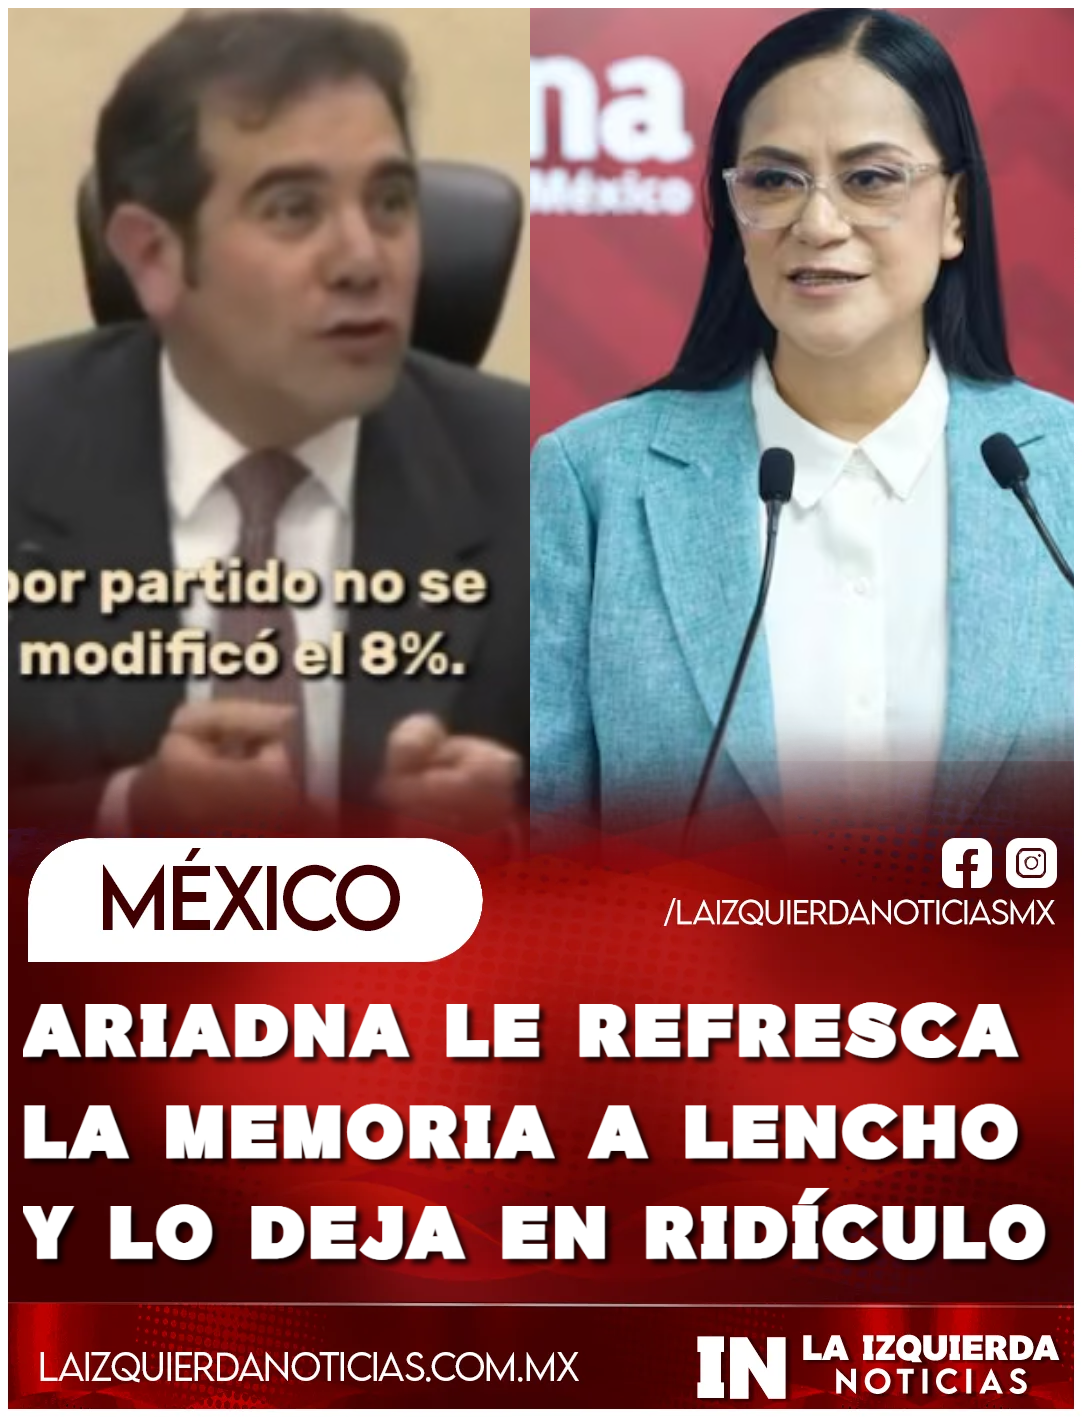 na
México
por partido no se
modificó el 8%.
MÉXICO
/LAIZQUIERDANOTICIASMX
ARIADNA LE REFRESCA
LA MEMORIA A LENCHO
Y LO DEJA EN RIDÍCULO
LAIZQUIERDANOTICIAS.COM.MX
IN LA IZQUIERDA
NOTICIAS